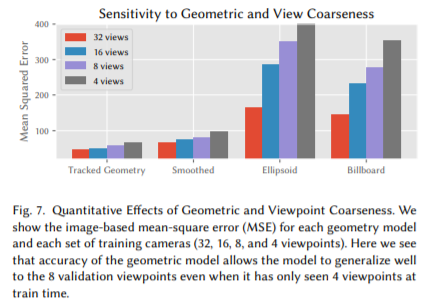 Sensitivity to Geometric and View Coarseness
400
300
200
100
Mean Squared Error
32 views
16 views
8 views
4 views
Tracked Geometry Smoothed Ellipsoid Billboard
Fig. 7. Quantitative Effects of Geometric and Viewpoint Coarseness. We
show the image-based mean-square error (MSE) for each geometry model
and each set of training cameras (32, 16, 8, and 4 viewpoints). Here we see
that accuracy of the geometric model allows the model to generalize well
to the 8 validation viewpoints even when it has only seen 4 viewpoints at
train time.